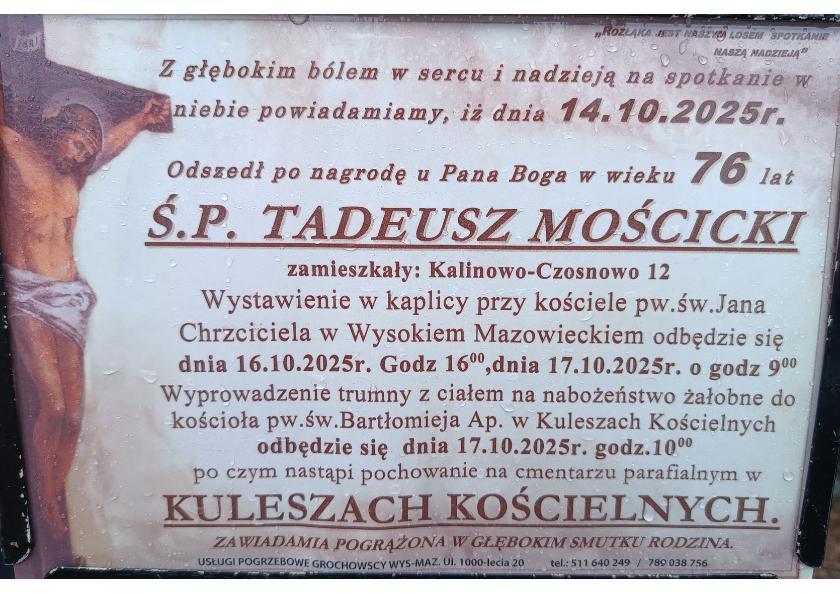 „ROZŁĄKA JEST NASZYM LOSEM SPOTKANIE
NASZĄ NADZIEJĄ”
Z głębokim bólem w sercu i nadzieją na spotkanie w
niebie powiadamiamy, iż dnia 14.10.2025r.
Odszedł po nagrodę u Pana Boga w wieku 76 lat
Ś.P. TADEUSZ MOŚCICKI
zamieszkały: Kalinowo-Czosnowo 12
Wystawienie w kaplicy przy kościele pw.św.Jana
Chrzciciela w Wysokiem Mazowieckiem odbędzie się
dnia 16.10.2025r. Godz 16⁰⁰,dnia 17.10.2025r. o godz 9⁰⁰
Wyprowadzenie trumny z ciałem na nabożeństwo żałobne do
kościoła pw.św.Bartłomieja Ap. w Kuleszach Kościelnych
odbędzie się dnia 17.10.2025r. godz.10⁰⁰
po czym nastąpi pochowanie na cmentarzu parafialnym w
KULESZACH KOŚCIELNYCH.
ZAWIADAMIA POGRĄŻONA W GŁĘBOKIM SMUTKU RODZINA.
USŁUGI POGRZEBOWE GROCHOWSCY WYS-MAZ. Ul. 1000-lecia 20 tel.: 511 640 249 / 789 038 756